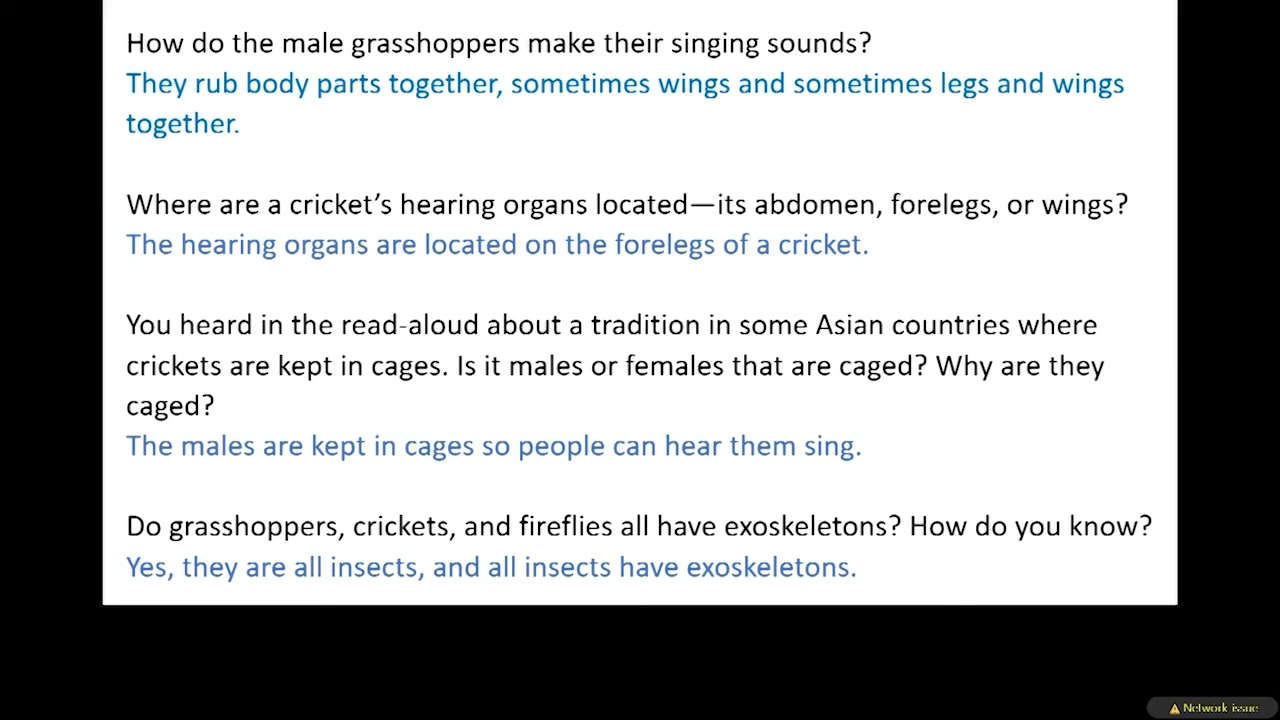 How do the male grasshoppers make their singing sounds?
They rub body parts together, sometimes wings and sometimes legs and wings
together.
Where are a cricket’s hearing organs located—its abdomen, forelegs, or wings?
The hearing organs are located on the forelegs of a cricket.
You heard in the read-aloud about a tradition in some Asian countries where
crickets are kept in cages. Is it males or females that are caged? Why are they
caged?
The males are kept in cages so people can hear them sing.
Do grasshoppers, crickets, and fireflies all have exoskeletons? How do you know?
Yes, they are all insects, and all insects have exoskeletons.
Network issue